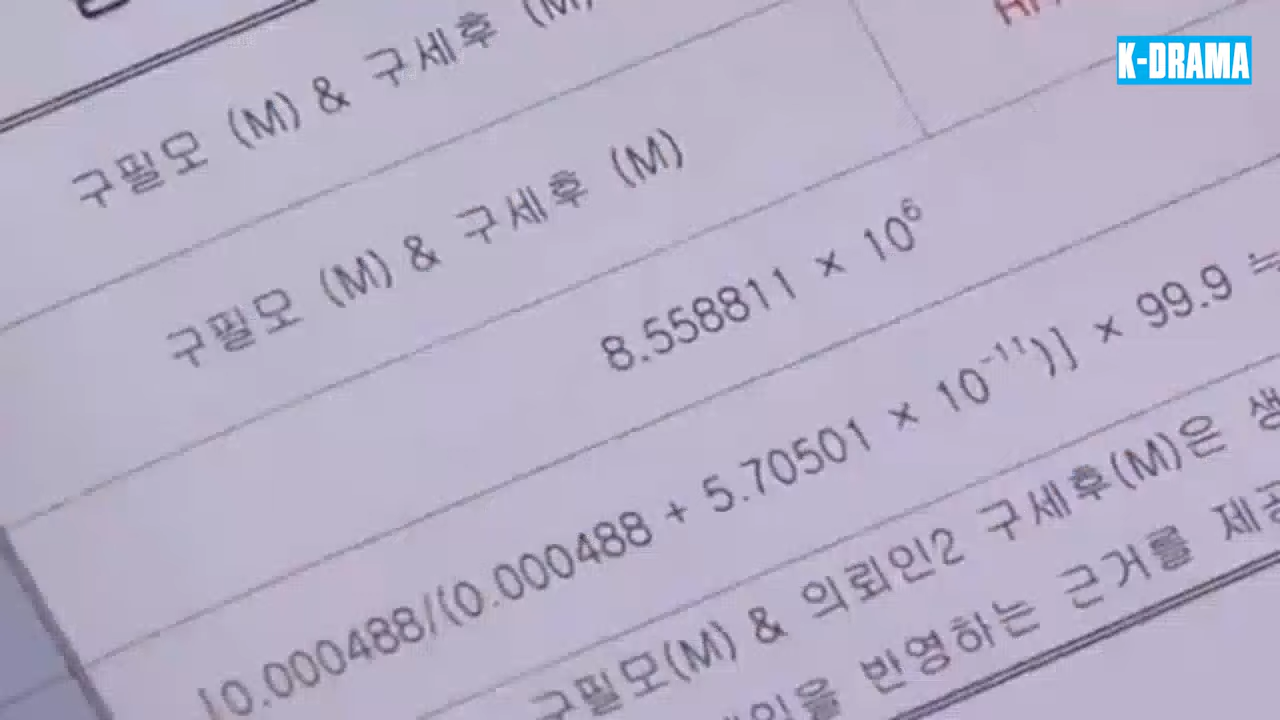 K-DRAMA
구필모 (M) & 구세후 (M)
구필모 (M) & 구세후 (M)
8.558811 × 10⁶
[0.000488/(0.000488 + 5.70501 × 10⁻¹¹)] × 99.9 ≒
구필모(M) & 의뢰인2 구세후(M)은
반영하는 근거를 제공